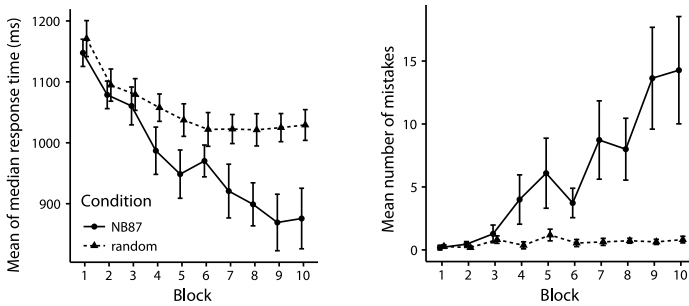 Mean of median response time (ms)
1200
1100
1000
900
Condition
NB87
random
1 2 3 4 5 6 7 8 9 10
Block
Mean number of mistakes
15
10
5
0
1 2 3 4 5 6 7 8 9 10
Block